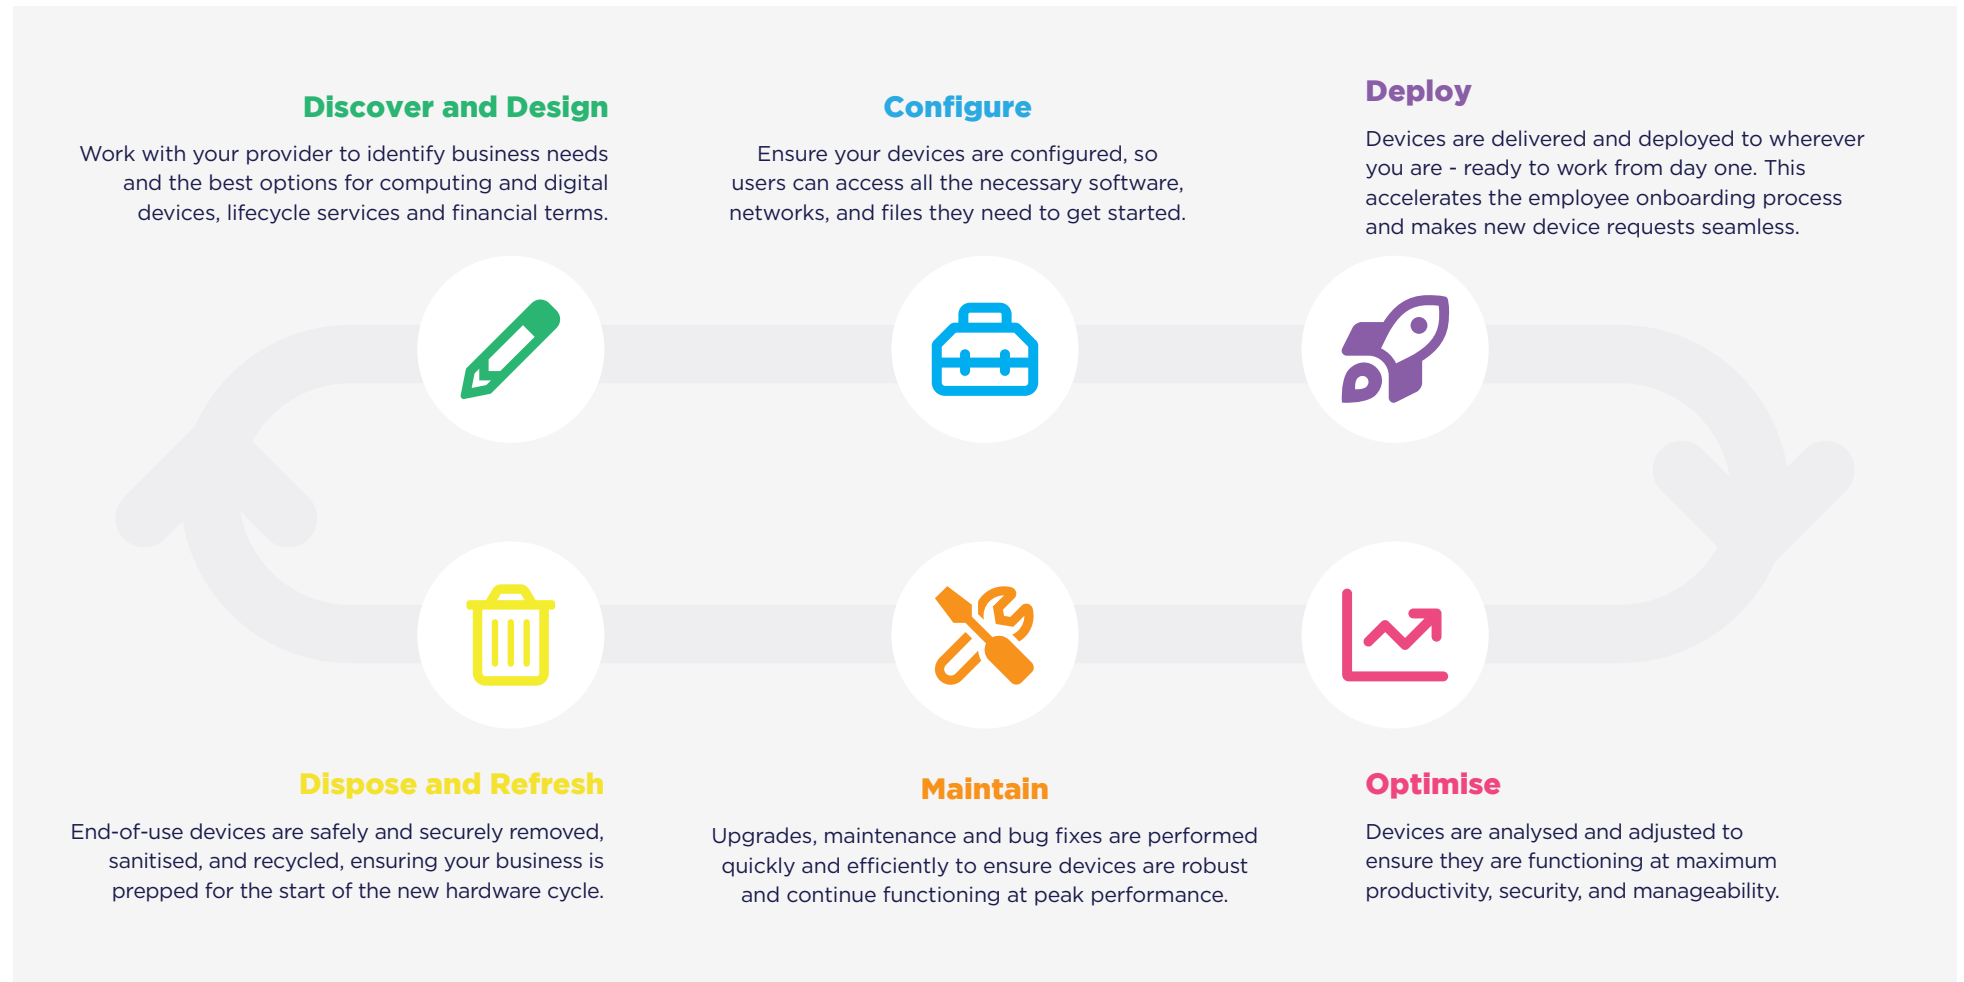 Discover and Design
Work with your provider to identify business needs
and the best options for computing and digital
devices, lifecycle services and financial terms.
Configure
Ensure your devices are configured, so
users can access all the necessary software,
networks, and files they need to get started.
Deploy
Devices are delivered and deployed to wherever
you are - ready to work from day one. This
accelerates the employee onboarding process
and makes new device requests seamless.
Dispose and Refresh
End-of-use devices are safely and securely removed,
sanitised, and recycled, ensuring your business is
prepped for the start of the new hardware cycle.
Maintain
Upgrades, maintenance and bug fixes are performed
quickly and efficiently to ensure devices are robust
and continue functioning at peak performance.
Optimise
Devices are analysed and adjusted to
ensure they are functioning at maximum
productivity, security, and manageability.